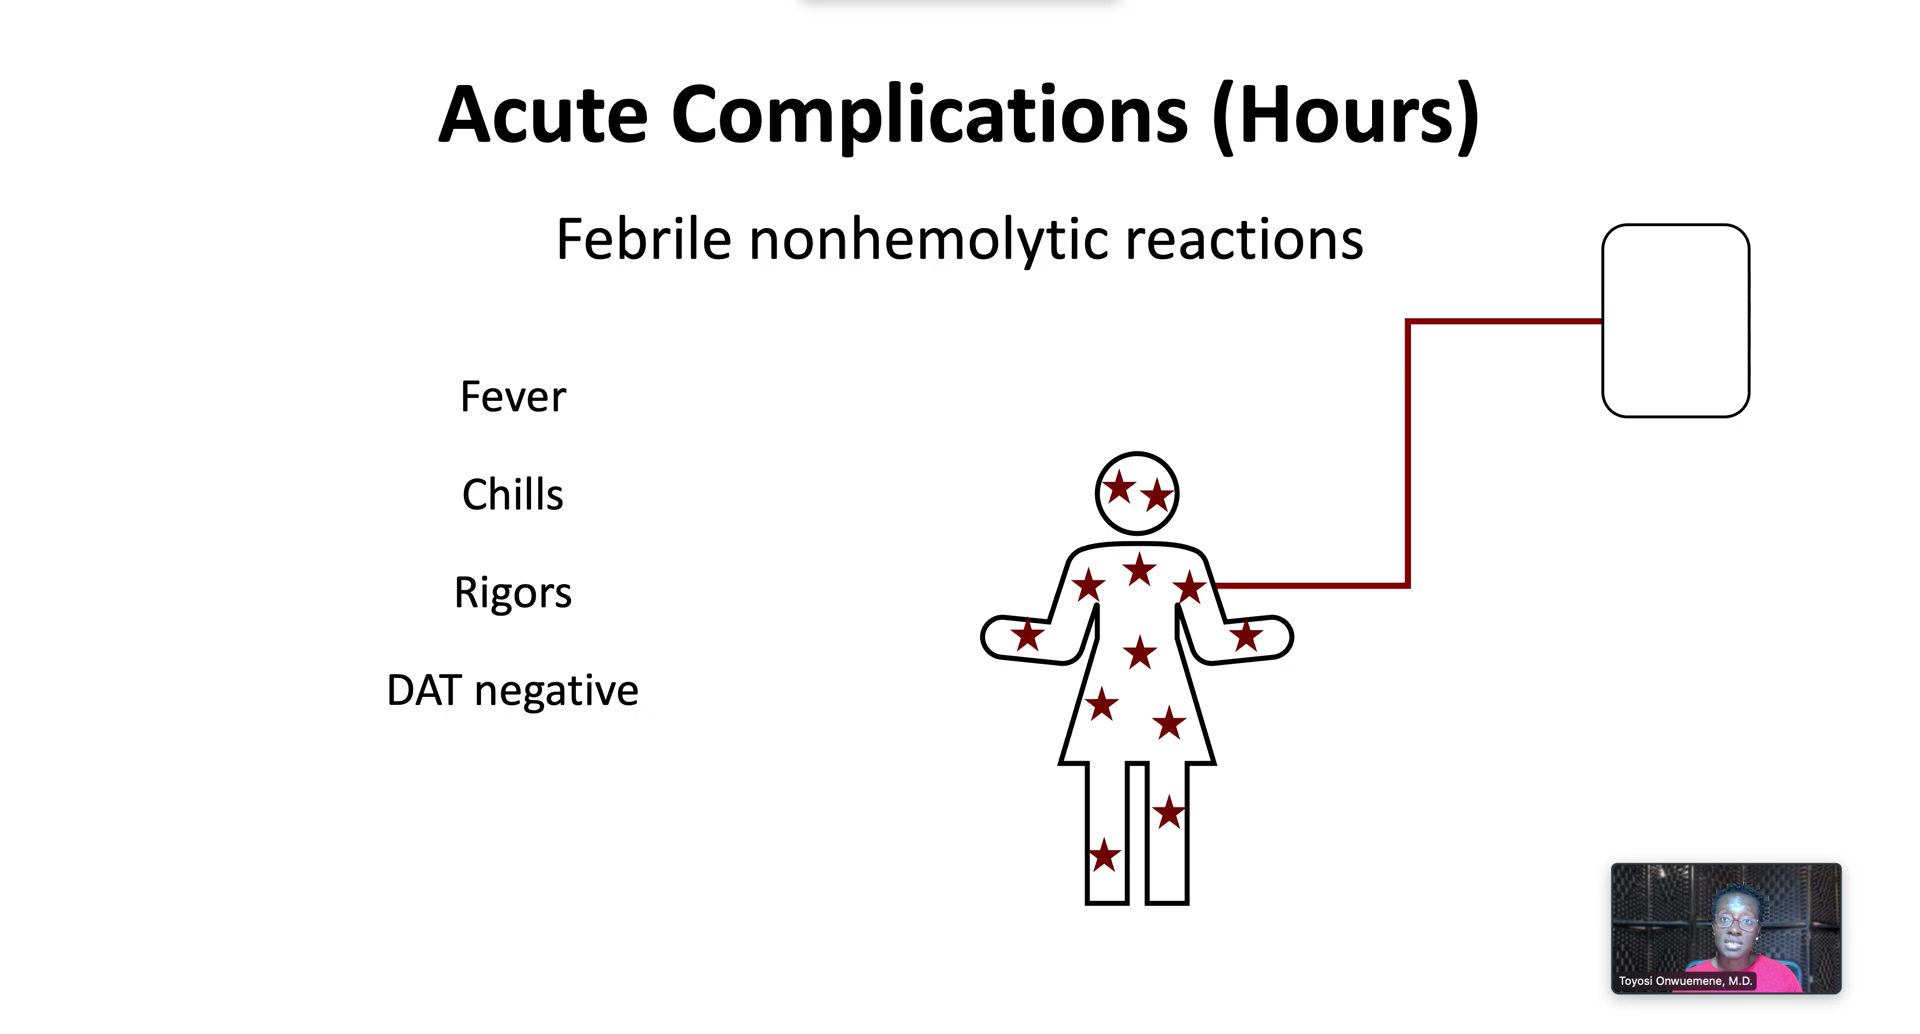 Acute Complications (Hours)
Febrile nonhemolytic reactions
Fever
Chills
Rigors
DAT negative
Toyosi Onwuemene, M.D.